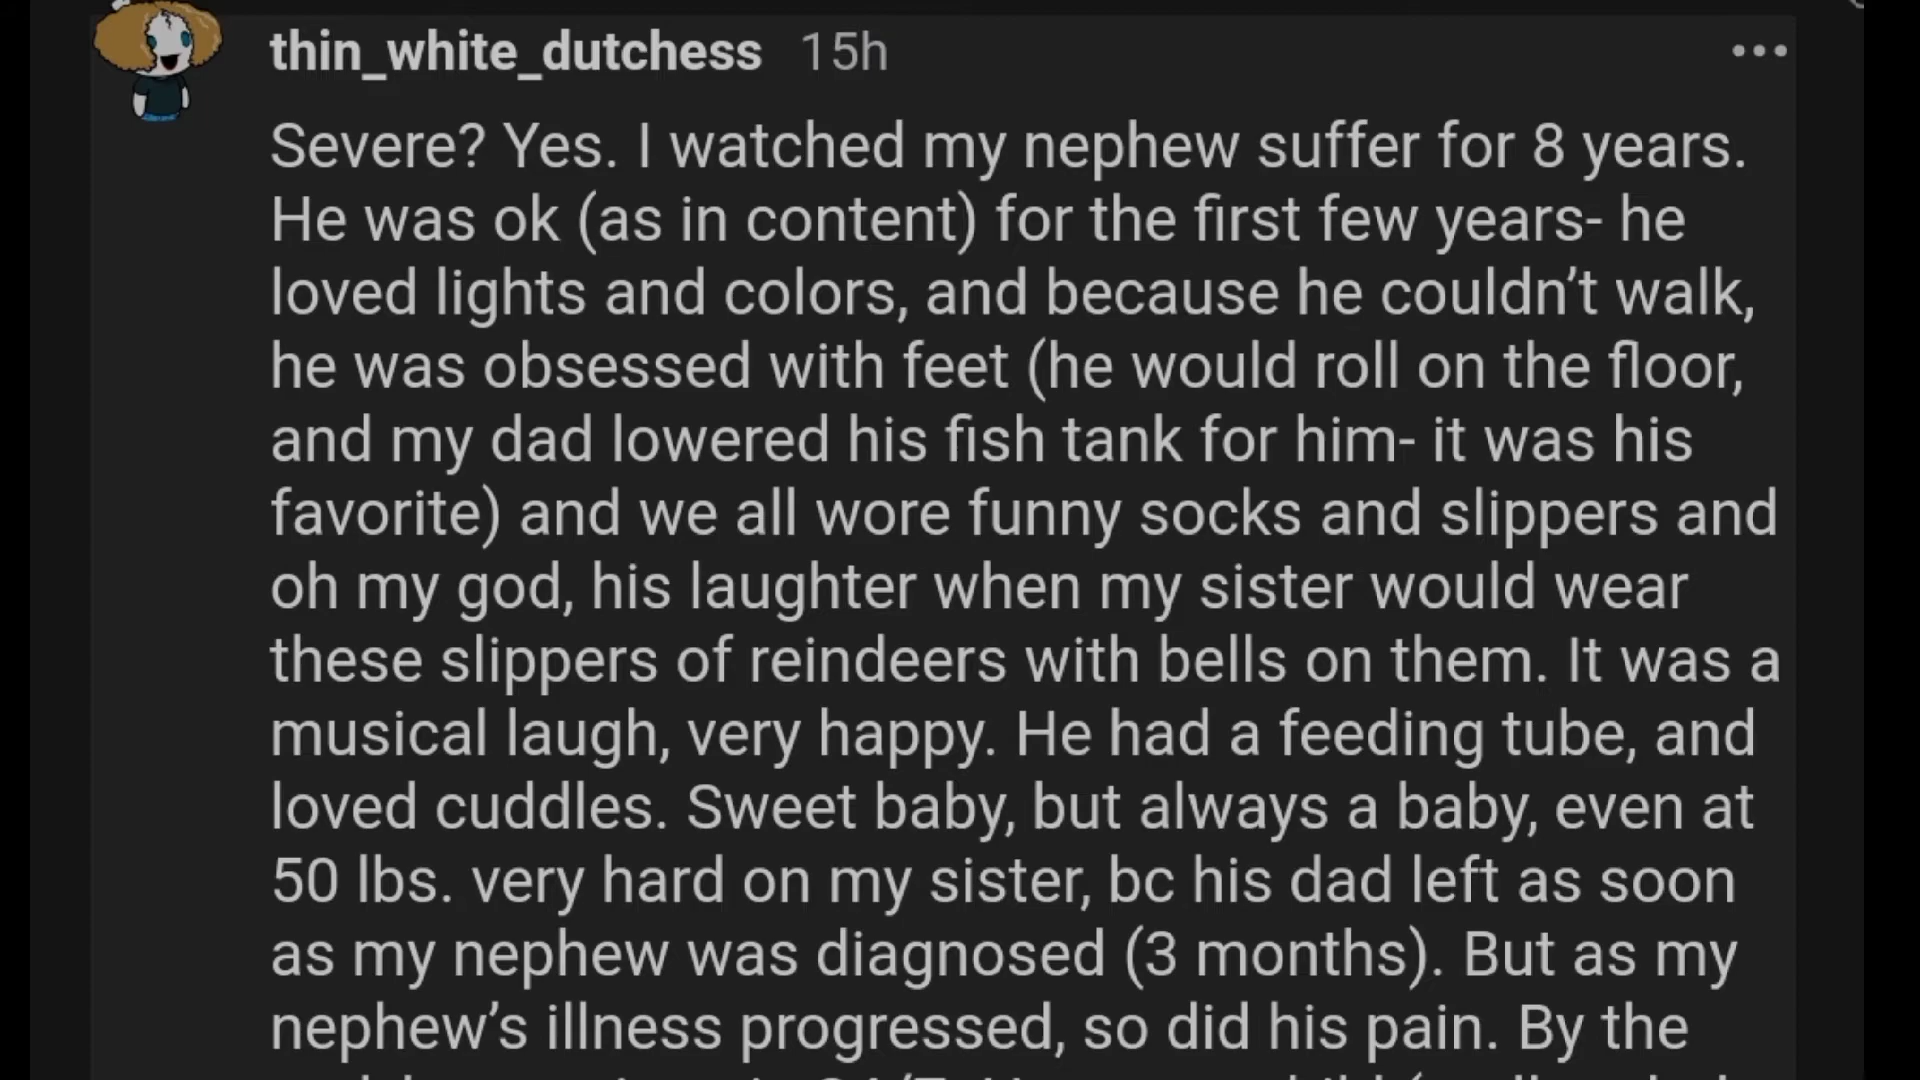 thin_white_dutchess 15h
Severe? Yes. I watched my nephew suffer for 8 years.
He was ok (as in content) for the first few years- he
loved lights and colors, and because he couldn’t walk,
he was obsessed with feet (he would roll on the floor,
and my dad lowered his fish tank for him- it was his
favorite) and we all wore funny socks and slippers and
oh my god, his laughter when my sister would wear
these slippers of reindeers with bells on them. It was a
musical laugh, very happy. He had a feeding tube, and
loved cuddles. Sweet baby, but always a baby, even at
50 lbs. very hard on my sister, bc his dad left as soon
as my nephew was diagnosed (3 months). But as my
nephew’s illness progressed, so did his pain. By the